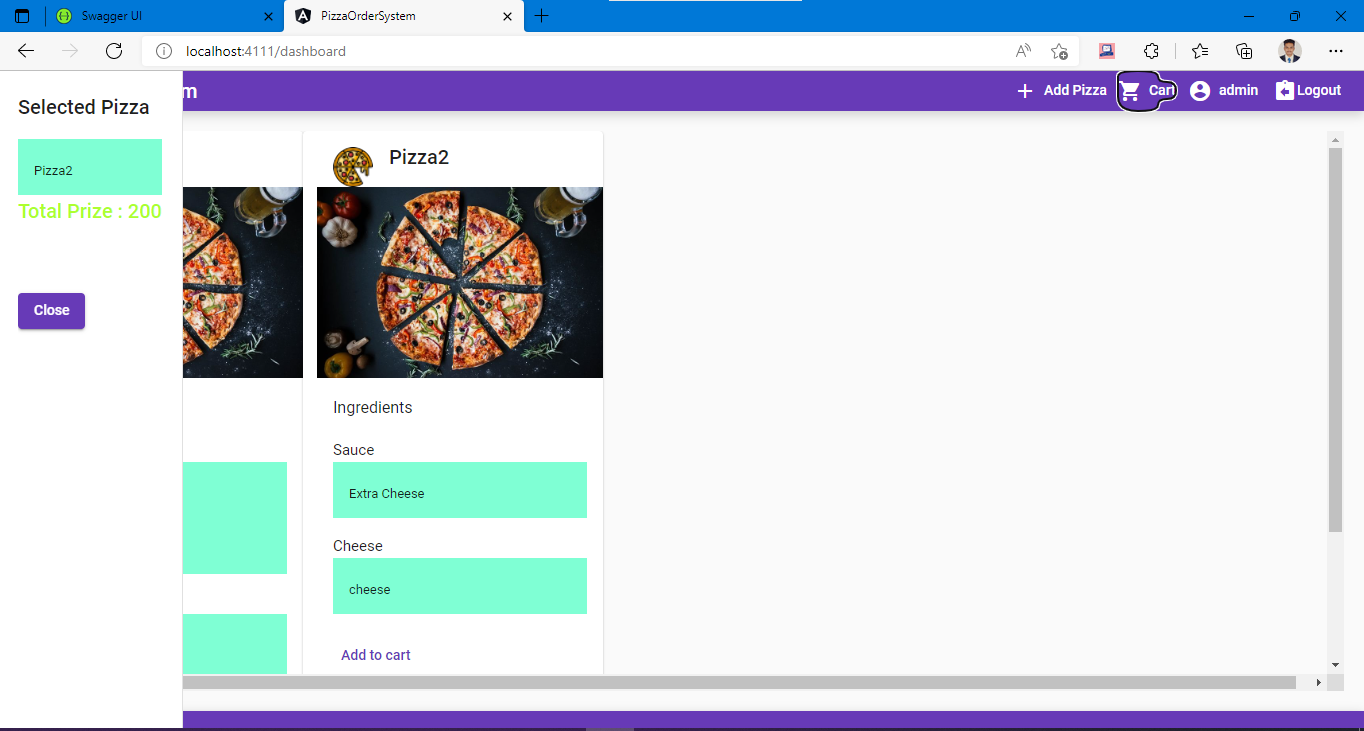 Swagger UI
PizzaOrderSystem
localhost:4111/dashboard
m
Add Pizza
Cart
admin
Logout
Selected Pizza
Pizza2
Total Prize : 200
Close
Pizza2
Ingredients
Sauce
Extra Cheese
Cheese
cheese
Add to cart